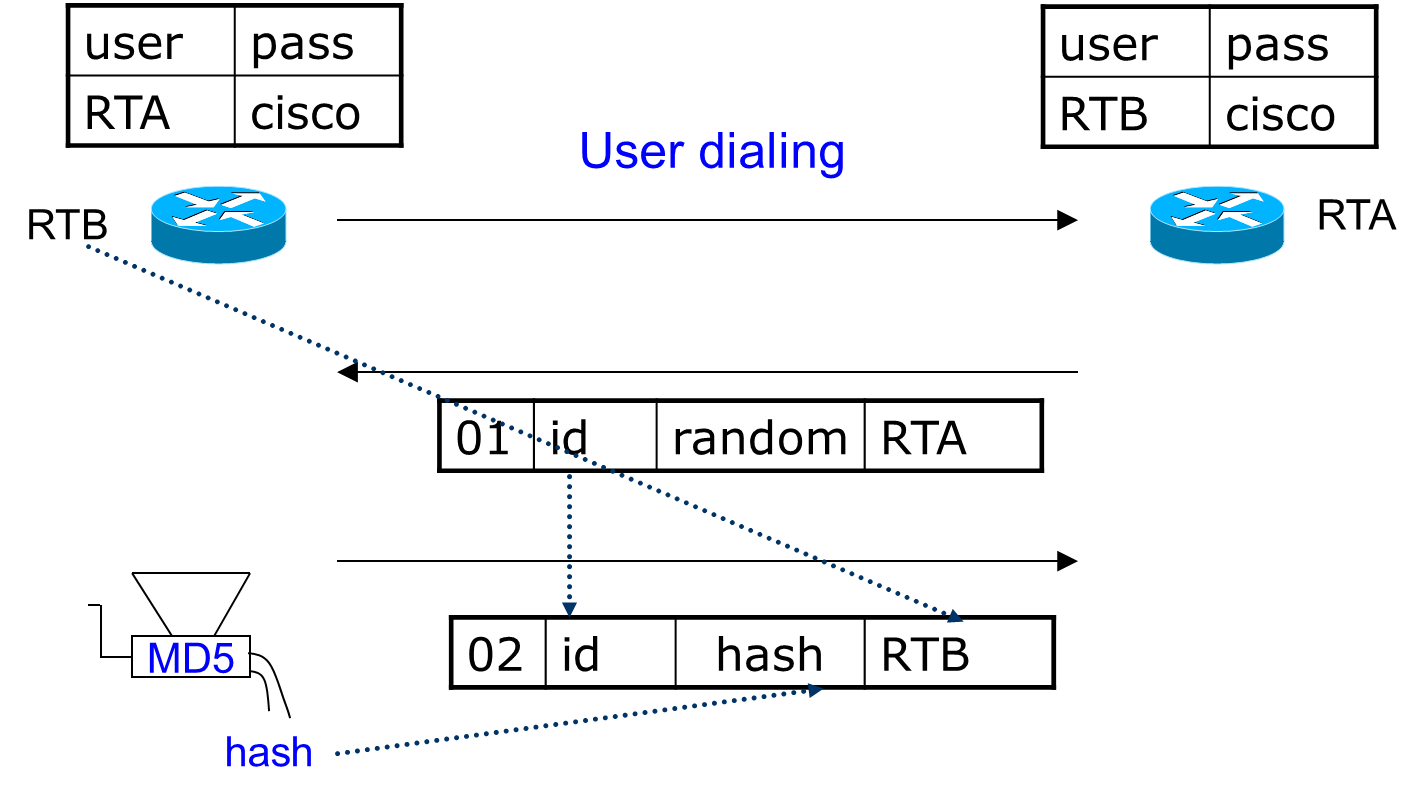 user pass
RTA cisco
user pass
RTB cisco
User dialing
RTB
RTA
01 id random RTA
02 id hash RTB
MD5
hash